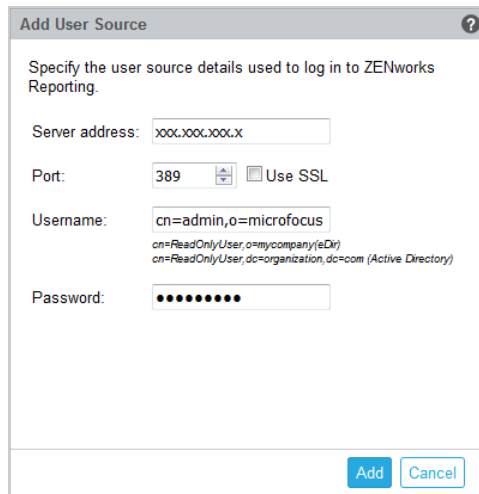 Add User Source
Specify the user source details used to log in to ZENworks
Reporting.
Server address: xxx.xxx.xxx.x
Port: 389 Use SSL
Username: cn=admin,o=microfocus
cn=ReadOnlyUser,o=mycompany(eDir)
cn=ReadOnlyUser,dc=organization,dc=com (Active Directory)
Password: ●●●●●●●●●
Add Cancel